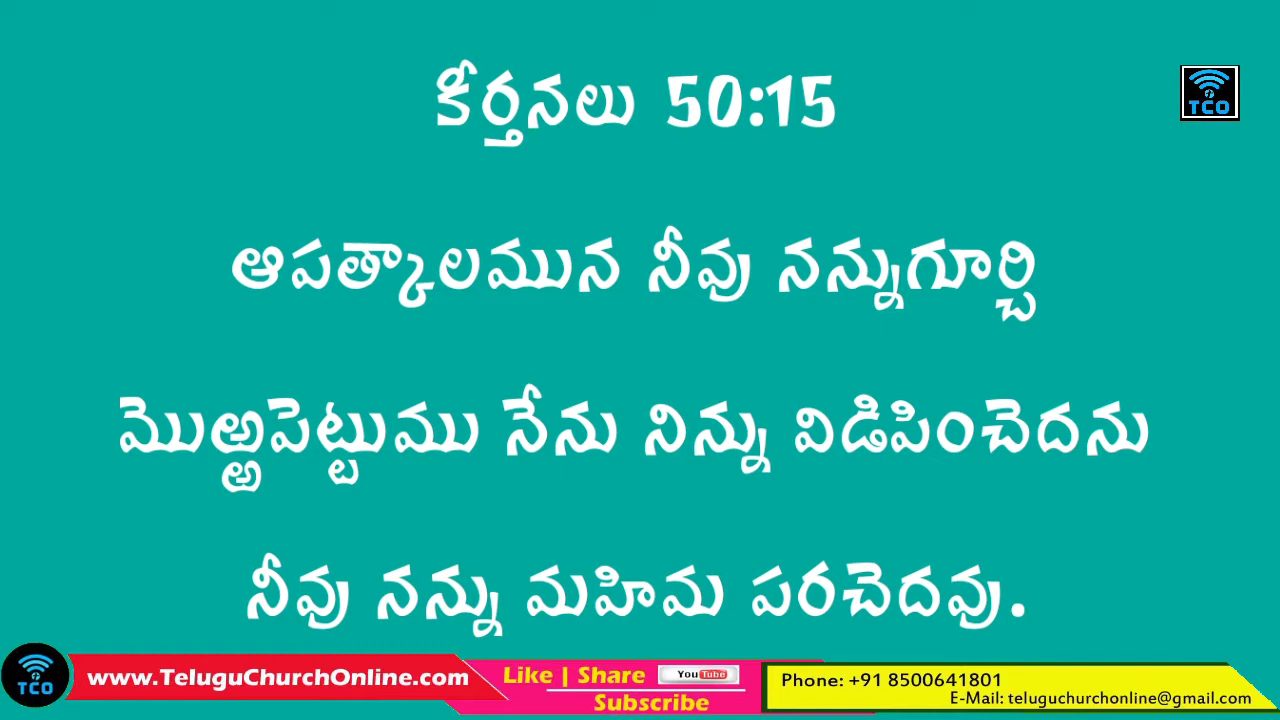 కీర్తనలు 50:15
TCO
ఆపత్కాలమున నీవు నన్నుగూర్చి
మొఱ్ఱపెట్టుము నేను నిన్ను విడిపించెదను
నీవు నన్ను మహిమ పరచెదవు.
TCO
www.TeluguChurchOnline.com
Like | Share YouTube
Subscribe
Phone: +91 8500641801
E-Mail: teluguchurchonline@gmail.com